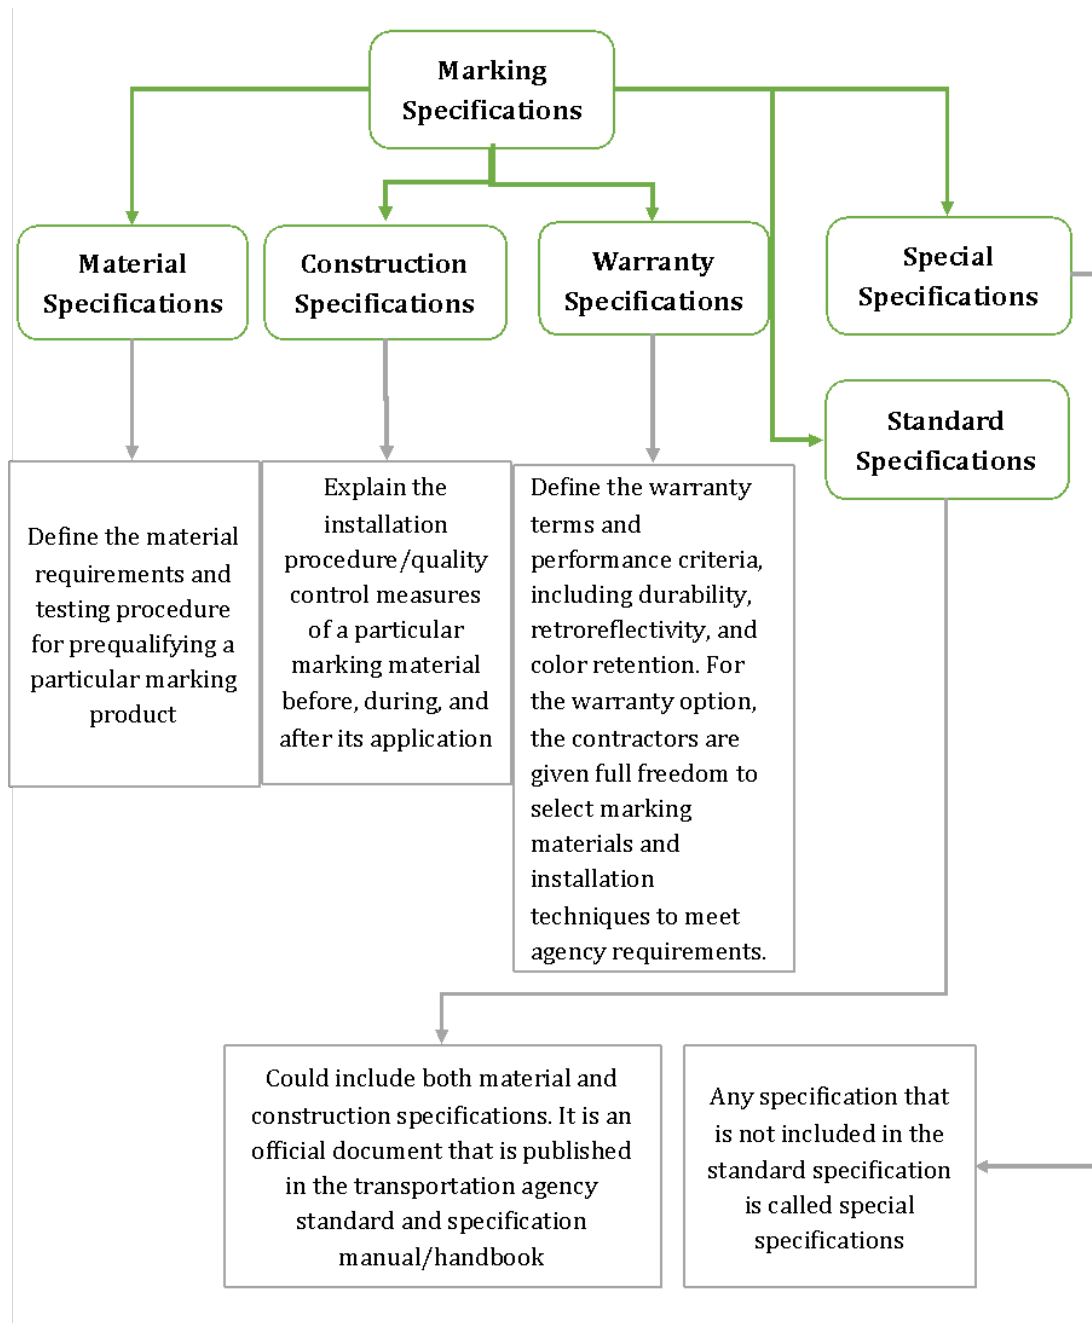 Marking
Specifications
Material
Specifications
Construction
Specifications
Warranty
Specifications
Special
Specifications
Standard
Specifications
Define the material
requirements and
testing procedure
for prequalifying a
particular marking
product
Explain the
installation
procedure/quality
control measures
of a particular
marking material
before, during, and
after its application
Define the warranty
terms and
performance criteria,
including durability,
retroreflectivity, and
color retention. For
the warranty option,
the contractors are
given full freedom to
select marking
materials and
installation
techniques to meet
agency requirements.
Could include both material and
construction specifications. It is an
official document that is published
in the transportation agency
standard and specification
manual/handbook
Any specification that
is not included in the
standard specification
is called special
specifications